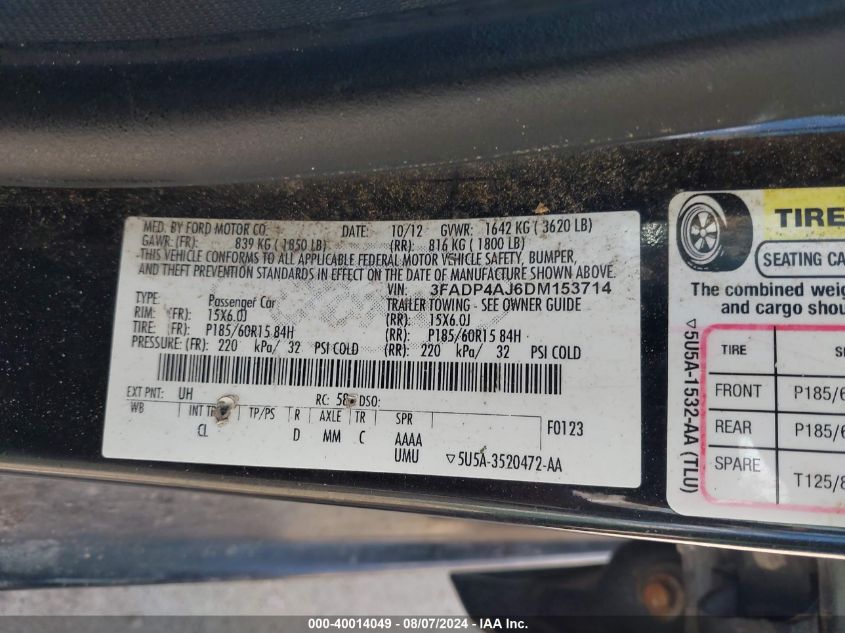 MFD. BY FORD MOTOR CO.
DATE: 10/12 GVWR: 1642 KG ( 3620 LB)
GAWR: (FR): 839 KG ( 1850 LB) (RR): 816 KG ( 1800 LB)
THIS VEHICLE CONFORMS TO ALL APPLICABLE FEDERAL MOTOR VEHICLE SAFETY, BUMPER,
AND THEFT PREVENTION STANDARDS IN EFFECT ON THE DATE OF MANUFACTURE SHOWN ABOVE.
VIN: 3FADP4AJ6DM153714
TYPE: Passenger Car TRAILER TOWING - SEE OWNER GUIDE
RIM: (FR): 15X6.0J (RR): 15X6.0J
TIRE: (FR): P185/60R15 84H (RR): P185/60R15 84H
PRESSURE: (FR): 220 kPa/ 32 PSI COLD (RR): 220 kPa/ 32 PSI COLD
EXT PNT: UH RC: 58 DSO:
WB INT TR TP/PS R AXLE TR SPR F0123
CL D MM C AAAA
UMU ▽5U5A-3520472-AA
TIRE
SEATING CA
The combined weig
and cargo shou
TIRE SI
FRONT P185/6
REAR P185/6
SPARE T125/8
▽5U5A-1532-AA (TLU)
000-40014049 - 08/07/2024 - IAA Inc.